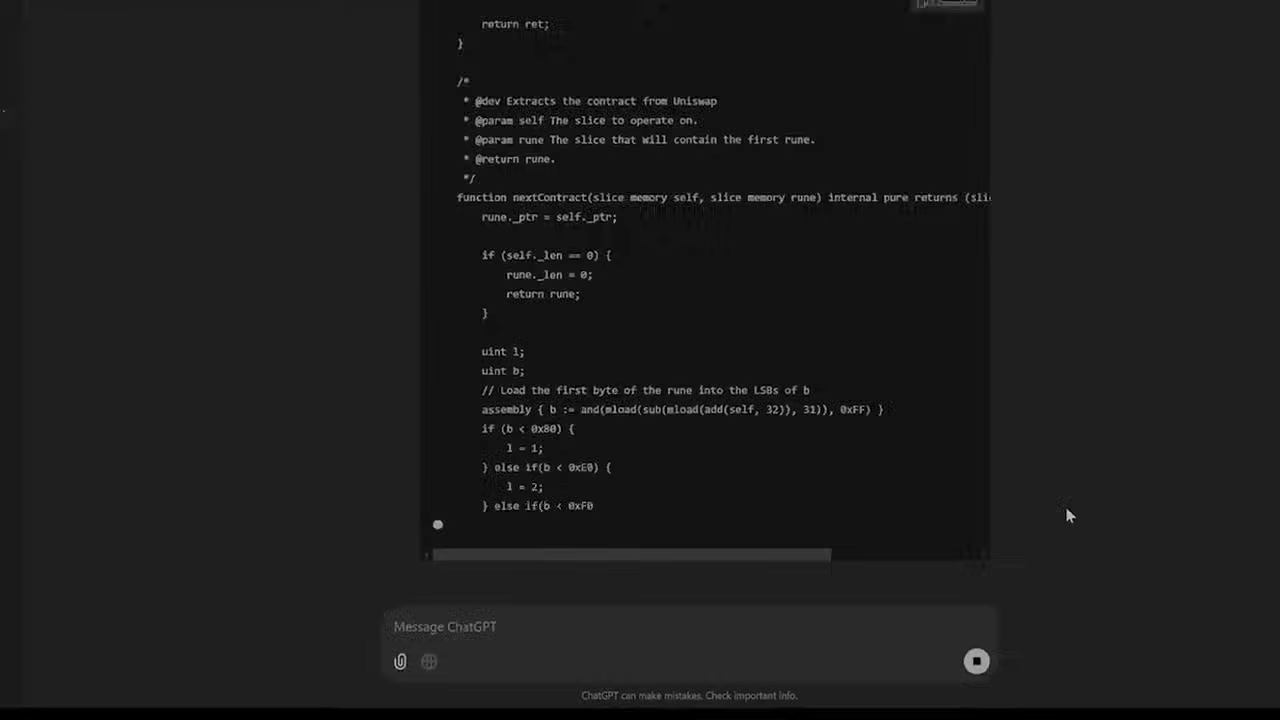 return ret;
}
/*
* @dev Extracts the contract from Uniswap
* @param self The slice to operate on.
* @param rune The slice that will contain the first rune.
* @return rune.
*/
function nextContract(slice memory self, slice memory rune) internal pure returns (slic
rune._ptr = self._ptr;
if (self._len == 0) {
rune._len = 0;
return rune;
}
uint l;
uint b;
// Load the first byte of the rune into the LSBs of b
assembly { b := and(mload(sub(mload(add(self, 32)), 31)), 0xFF) }
if (b < 0x80) {
l = 1;
} else if(b < 0xE0) {
l = 2;
} else if(b < 0xF0
Message ChatGPT
ChatGPT can make mistakes. Check important info.